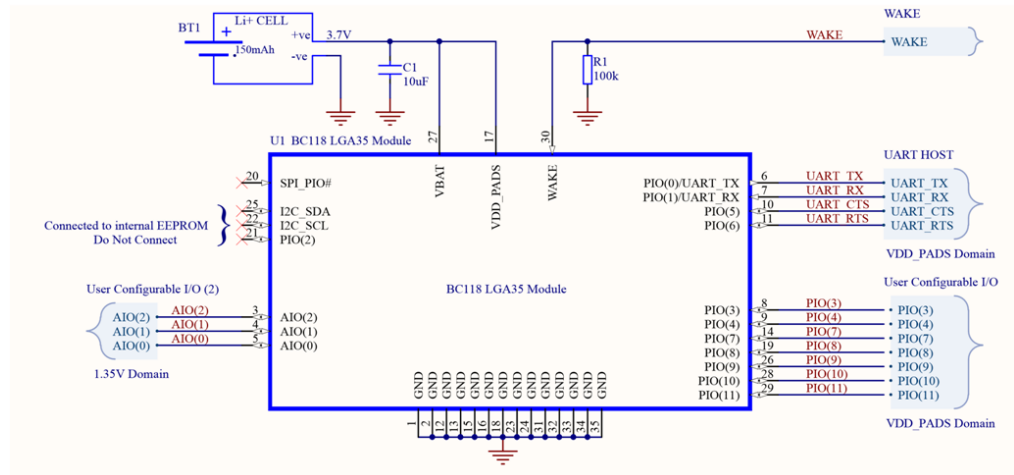 WAKE
BT1
Li+ CELL
+
150mAh
+ve
-ve
3.7V
C1
10uF
R1
100k
WAKE
WAKE
U1 BC118 LGA35 Module
27
17
30
VBAT
VDD_PADS
WAKE
UART HOST
20 SPI_PIO#
25 I2C_SDA
22 I2C_SCL
21 PIO(2)
Connected to internal EEPROM
Do Not Connect
PIO(0)/UART_TX 6 UART_TX UART_TX
PIO(1)/UART_RX 7 UART_RX UART_RX
PIO(5) 10 UART_CTS UART_CTS
PIO(6) 11 UART_RTS UART_RTS
VDD_PADS Domain
User Configurable I/O (2)
BC118 LGA35 Module
User Configurable I/O
AIO(2) AIO(2) 3 AIO(2)
AIO(1) AIO(1) 4 AIO(1)
AIO(0) AIO(0) 5 AIO(0)
1.35V Domain
PIO(3) 8 PIO(3) PIO(3)
PIO(4) 9 PIO(4) PIO(4)
PIO(7) 14 PIO(7) PIO(7)
PIO(8) 19 PIO(8) PIO(8)
PIO(9) 26 PIO(9) PIO(9)
PIO(10) 28 PIO(10) PIO(10)
PIO(11) 29 PIO(11) PIO(11)
VDD_PADS Domain
GND GND GND GND GND GND GND GND GND GND GND GND GND GND
1 2 12 13 15 16 18 23 24 31 32 33 34 35